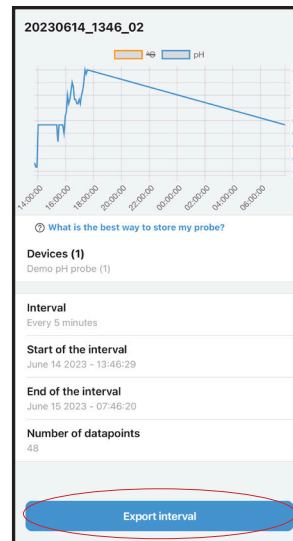 20230614_1346_02
°C pH
14:00:00 16:00:00 18:00:00 20:00:00 22:00:00 00:00:00 02:00:00 04:00:00 06:00:00
What is the best way to store my probe?
Devices (1)
Demo pH probe (1)
Interval
Every 5 minutes
Start of the interval
June 14 2023 - 13:46:29
End of the interval
June 15 2023 - 07:46:20
Number of datapoints
48
Export interval